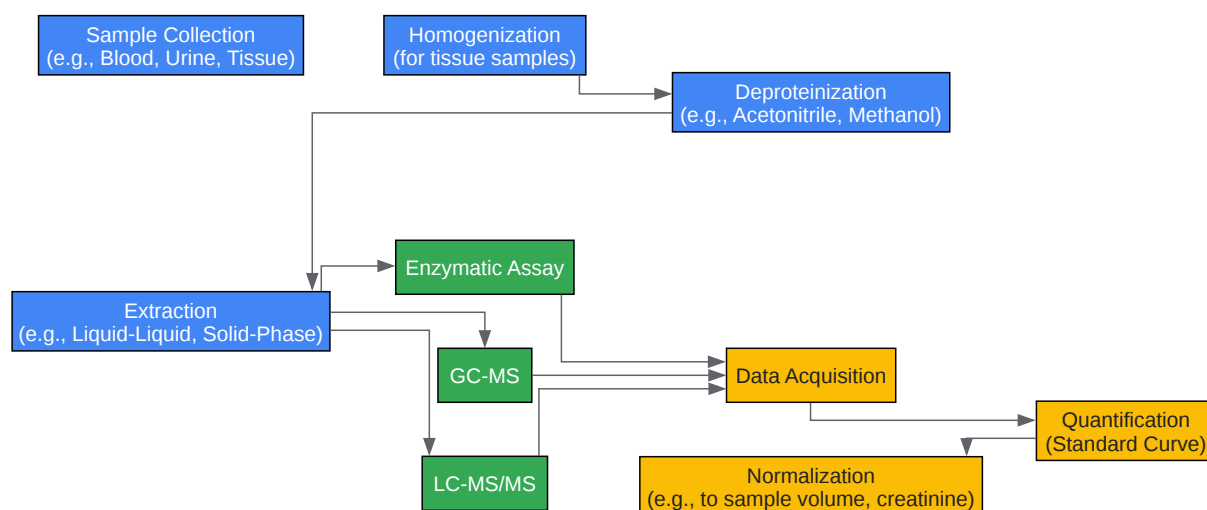 Sample Collection
(e.g., Blood, Urine, Tissue)
Homogenization
(for tissue samples)
Deproteinization
(e.g., Acetonitrile, Methanol)
Enzymatic Assay
Extraction
(e.g., Liquid-Liquid, Solid-Phase)
GC-MS
Data Acquisition
Quantification
(Standard Curve)
LC-MS/MS
Normalization
(e.g., to sample volume, creatinine)